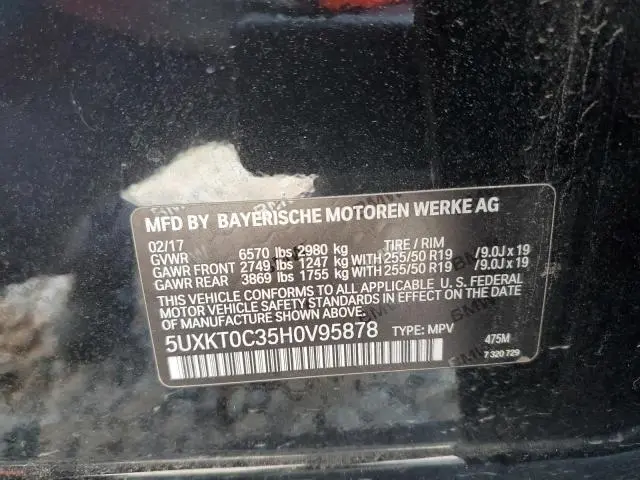 MFD BY BAYERISCHE MOTOREN WERKE AG
02/17 TIRE / RIM
GVWR 6570 lbs 2980 kg
GAWR FRONT 2749 lbs 1247 kg WITH 255/50 R19 /9.0J x 19
GAWR REAR 3869 lbs 1755 kg WITH 255/50 R19 /9.0J x 19
THIS VEHICLE CONFORMS TO ALL APPLICABLE U.S. FEDERAL
MOTOR VEHICLE SAFETY STANDARDS IN EFFECT ON THE DATE
OF MANUFACTURE SHOWN ABOVE.
5UXKT0C35H0V95878 TYPE: MPV 475M
7 320 729